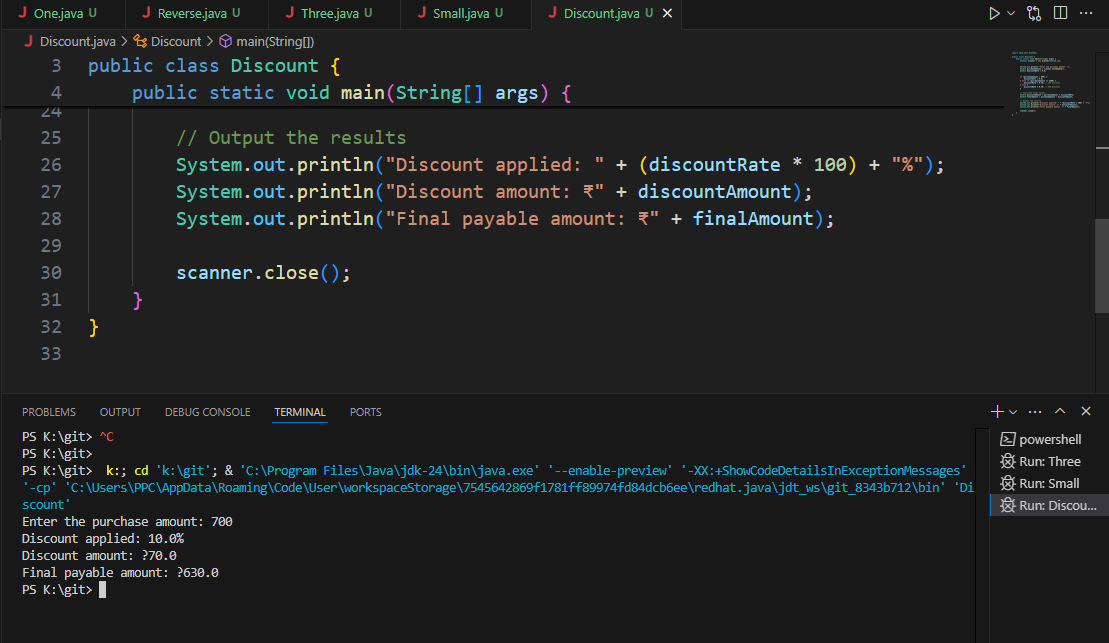 One.java U Reverse.java U Three.java U Small.java U Discount.java U
Discount.java > Discount > main(String[])
3 public class Discount {
4 public static void main(String[] args) {
24
25 // Output the results
26 System.out.println("Discount applied: " + (discountRate * 100) + "%");
27 System.out.println("Discount amount: ₹" + discountAmount);
28 System.out.println("Final payable amount: ₹" + finalAmount);
29
30 scanner.close();
31 }
32 }
33
PROBLEMS OUTPUT DEBUG CONSOLE TERMINAL PORTS
PS K:\git> ^C
PS K:\git>
PS K:\git> k:; cd 'k:\git'; & 'C:\Program Files\Java\jdk-24\bin\java.exe' '--enable-preview' '-XX:+ShowCodeDetailsInExceptionMessages'
'-cp' 'C:\Users\PPC\AppData\Roaming\Code\User\workspaceStorage\7545642869f1781ff89974fd84dcb6ee\redhat.java\jdt_ws\git_8343b712\bin' 'Di
scount'
Enter the purchase amount: 700
Discount applied: 10.0%
Discount amount: ?70.0
Final payable amount: ?630.0
PS K:\git>
powershell
Run: Three
Run: Small
Run: Discou...